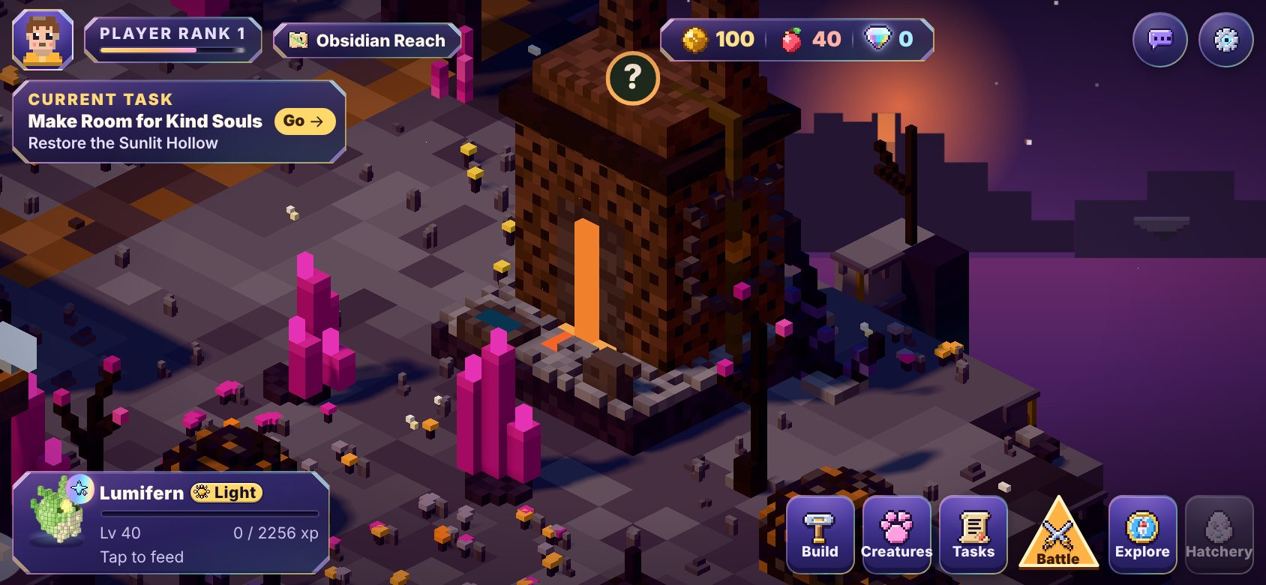 PLAYER RANK 1
Obsidian Reach
100
40
0
CURRENT TASK
Make Room for Kind Souls
Go →
Restore the Sunlit Hollow
?
Lumifern
Light
Lv 40
0 / 2256 xp
Tap to feed
Build
Creatures
Tasks
Battle
Explore
Hatchery